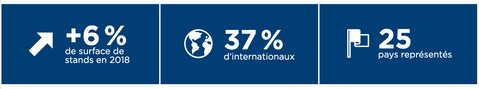 +6 %
de surface de
stands en 2018
37 %
d'internationaux
25
pays représentés